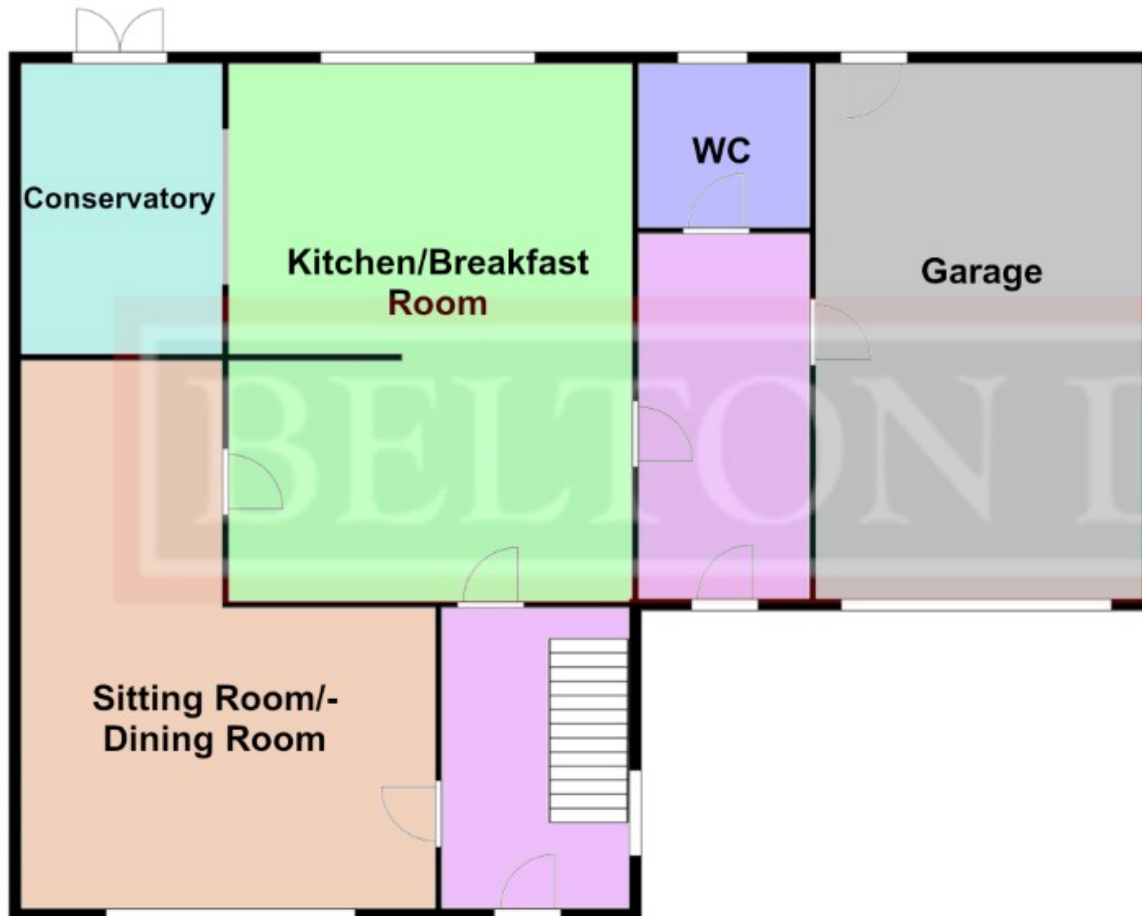 Conservatory
WC
Kitchen/Breakfast
Room
Garage
BELTON
Sitting Room/-
Dining Room